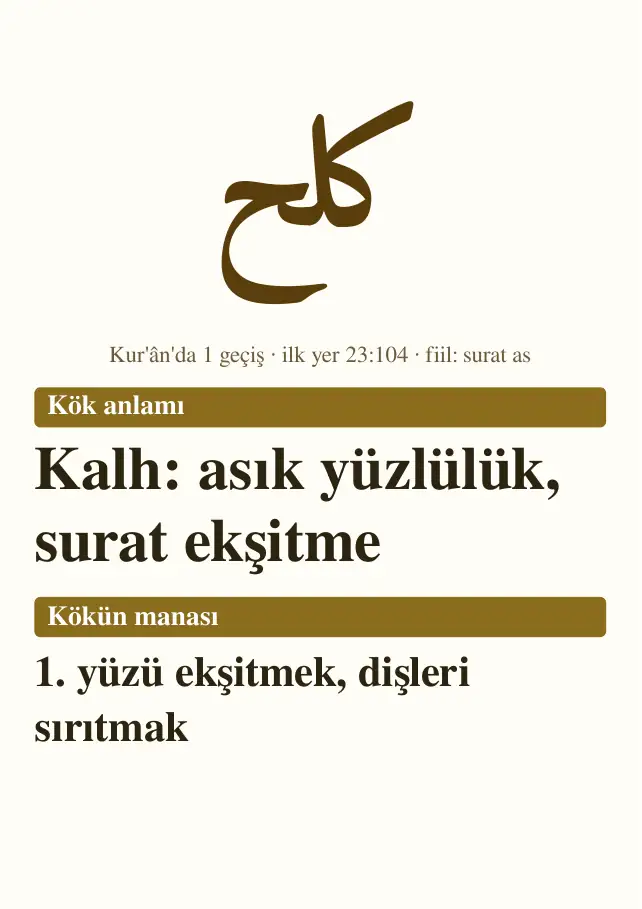 كلح
Kur'ân'da 1 geçiş · ilk yer 23:104 · fiil: surat as
Kök anlamı
Kalh: asık yüzlülük,
surat ekşitme
Kökün manası
1. yüzü ekşitmek, dişleri
sırıtmak